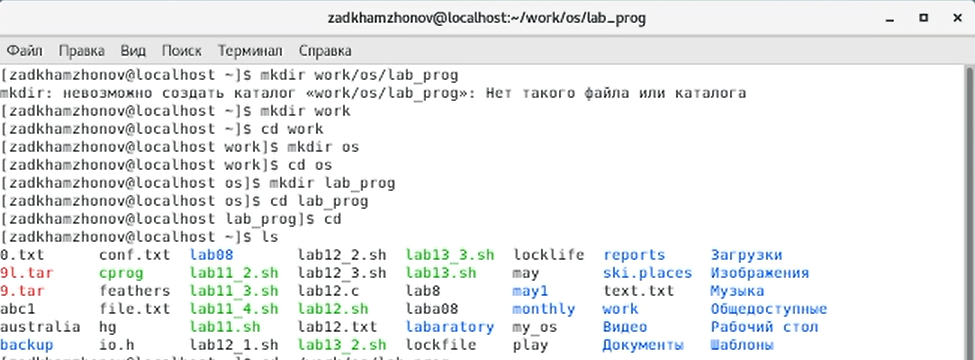 zadkhamzhonov@localhost:~/work/os/lab_prog
Файл Правка Вид Поиск Терминал Справка
[zadkhamzhonov@localhost ~]$ mkdir work/os/lab_prog
mkdir: невозможно создать каталог «work/os/lab_prog»: Нет такого файла или каталога
[zadkhamzhonov@localhost ~]$ mkdir work
[zadkhamzhonov@localhost ~]$ cd work
[zadkhamzhonov@localhost work]$ mkdir os
[zadkhamzhonov@localhost work]$ cd os
[zadkhamzhonov@localhost os]$ mkdir lab_prog
[zadkhamzhonov@localhost os]$ cd lab_prog
[zadkhamzhonov@localhost lab_prog]$ cd
[zadkhamzhonov@localhost ~]$ ls
0.txt conf.txt lab08 lab12_2.sh lab13_3.sh locklife reports Загрузки
9l.tar cprog lab11_2.sh lab12_3.sh lab13.sh may ski.places Изображения
9.tar feathers lab11_3.sh lab12.c lab8 may1 text.txt Музыка
abc1 file.txt lab11_4.sh lab12.sh laba08 monthly work Общедоступные
australia hg lab11.sh lab12.txt labaratory my_os Видео Рабочий стол
backup io.h lab12_1.sh lab13_2.sh lockfile play Документы Шаблоны